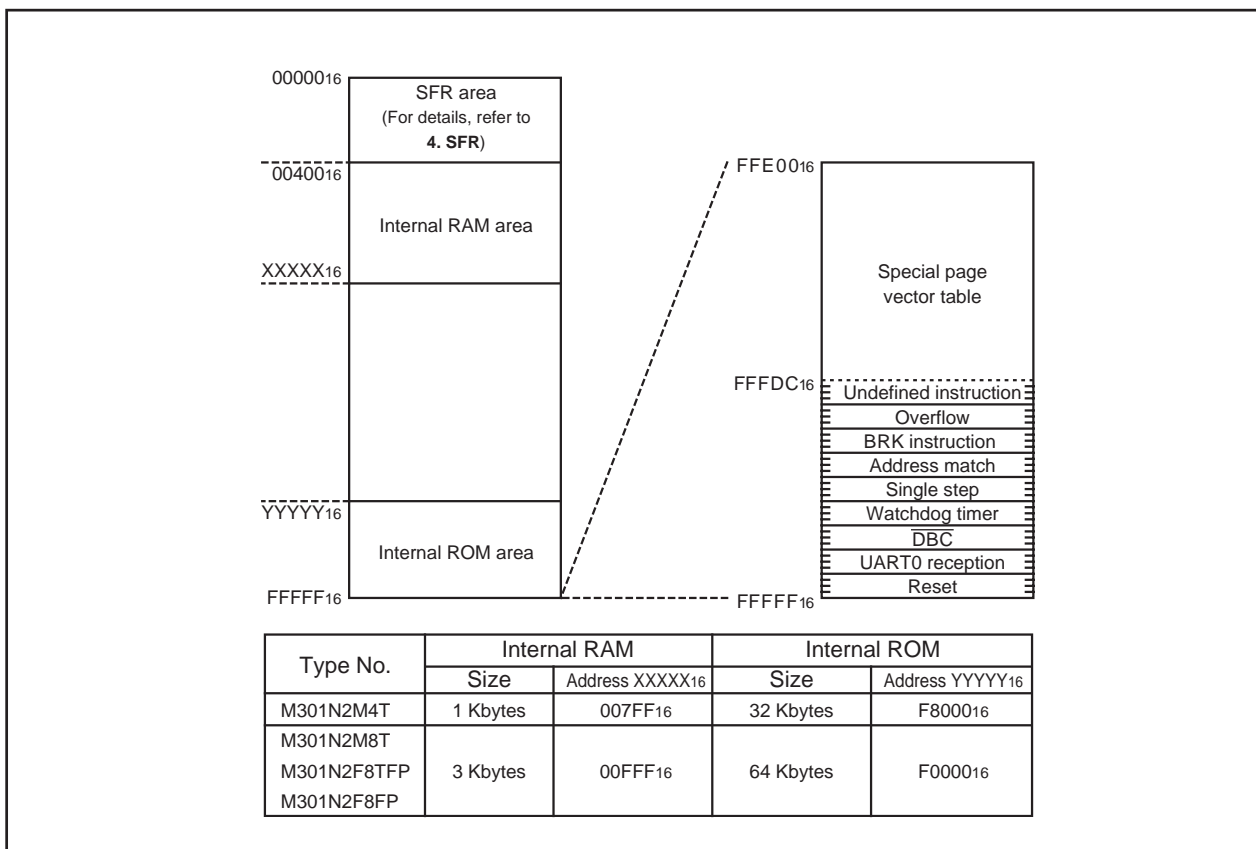 0000016
SFR area
(For details, refer to
4. SFR)
0040016
Internal RAM area
XXXXX16
YYYYY16
Internal ROM area
FFFFF16
FFE0016
Special page
vector table
FFFDC16
Undefined instruction
Overflow
BRK instruction
Address match
Single step
Watchdog timer
DBC
UART0 reception
Reset
FFFFF16
Type No. Internal RAM Internal ROM
Size Address XXXXX16 Size Address YYYYY16
M301N2M4T 1 Kbytes 007FF16 32 Kbytes F800016
M301N2M8T
M301N2F8TFP 3 Kbytes 00FFF16 64 Kbytes F000016
M301N2F8FP